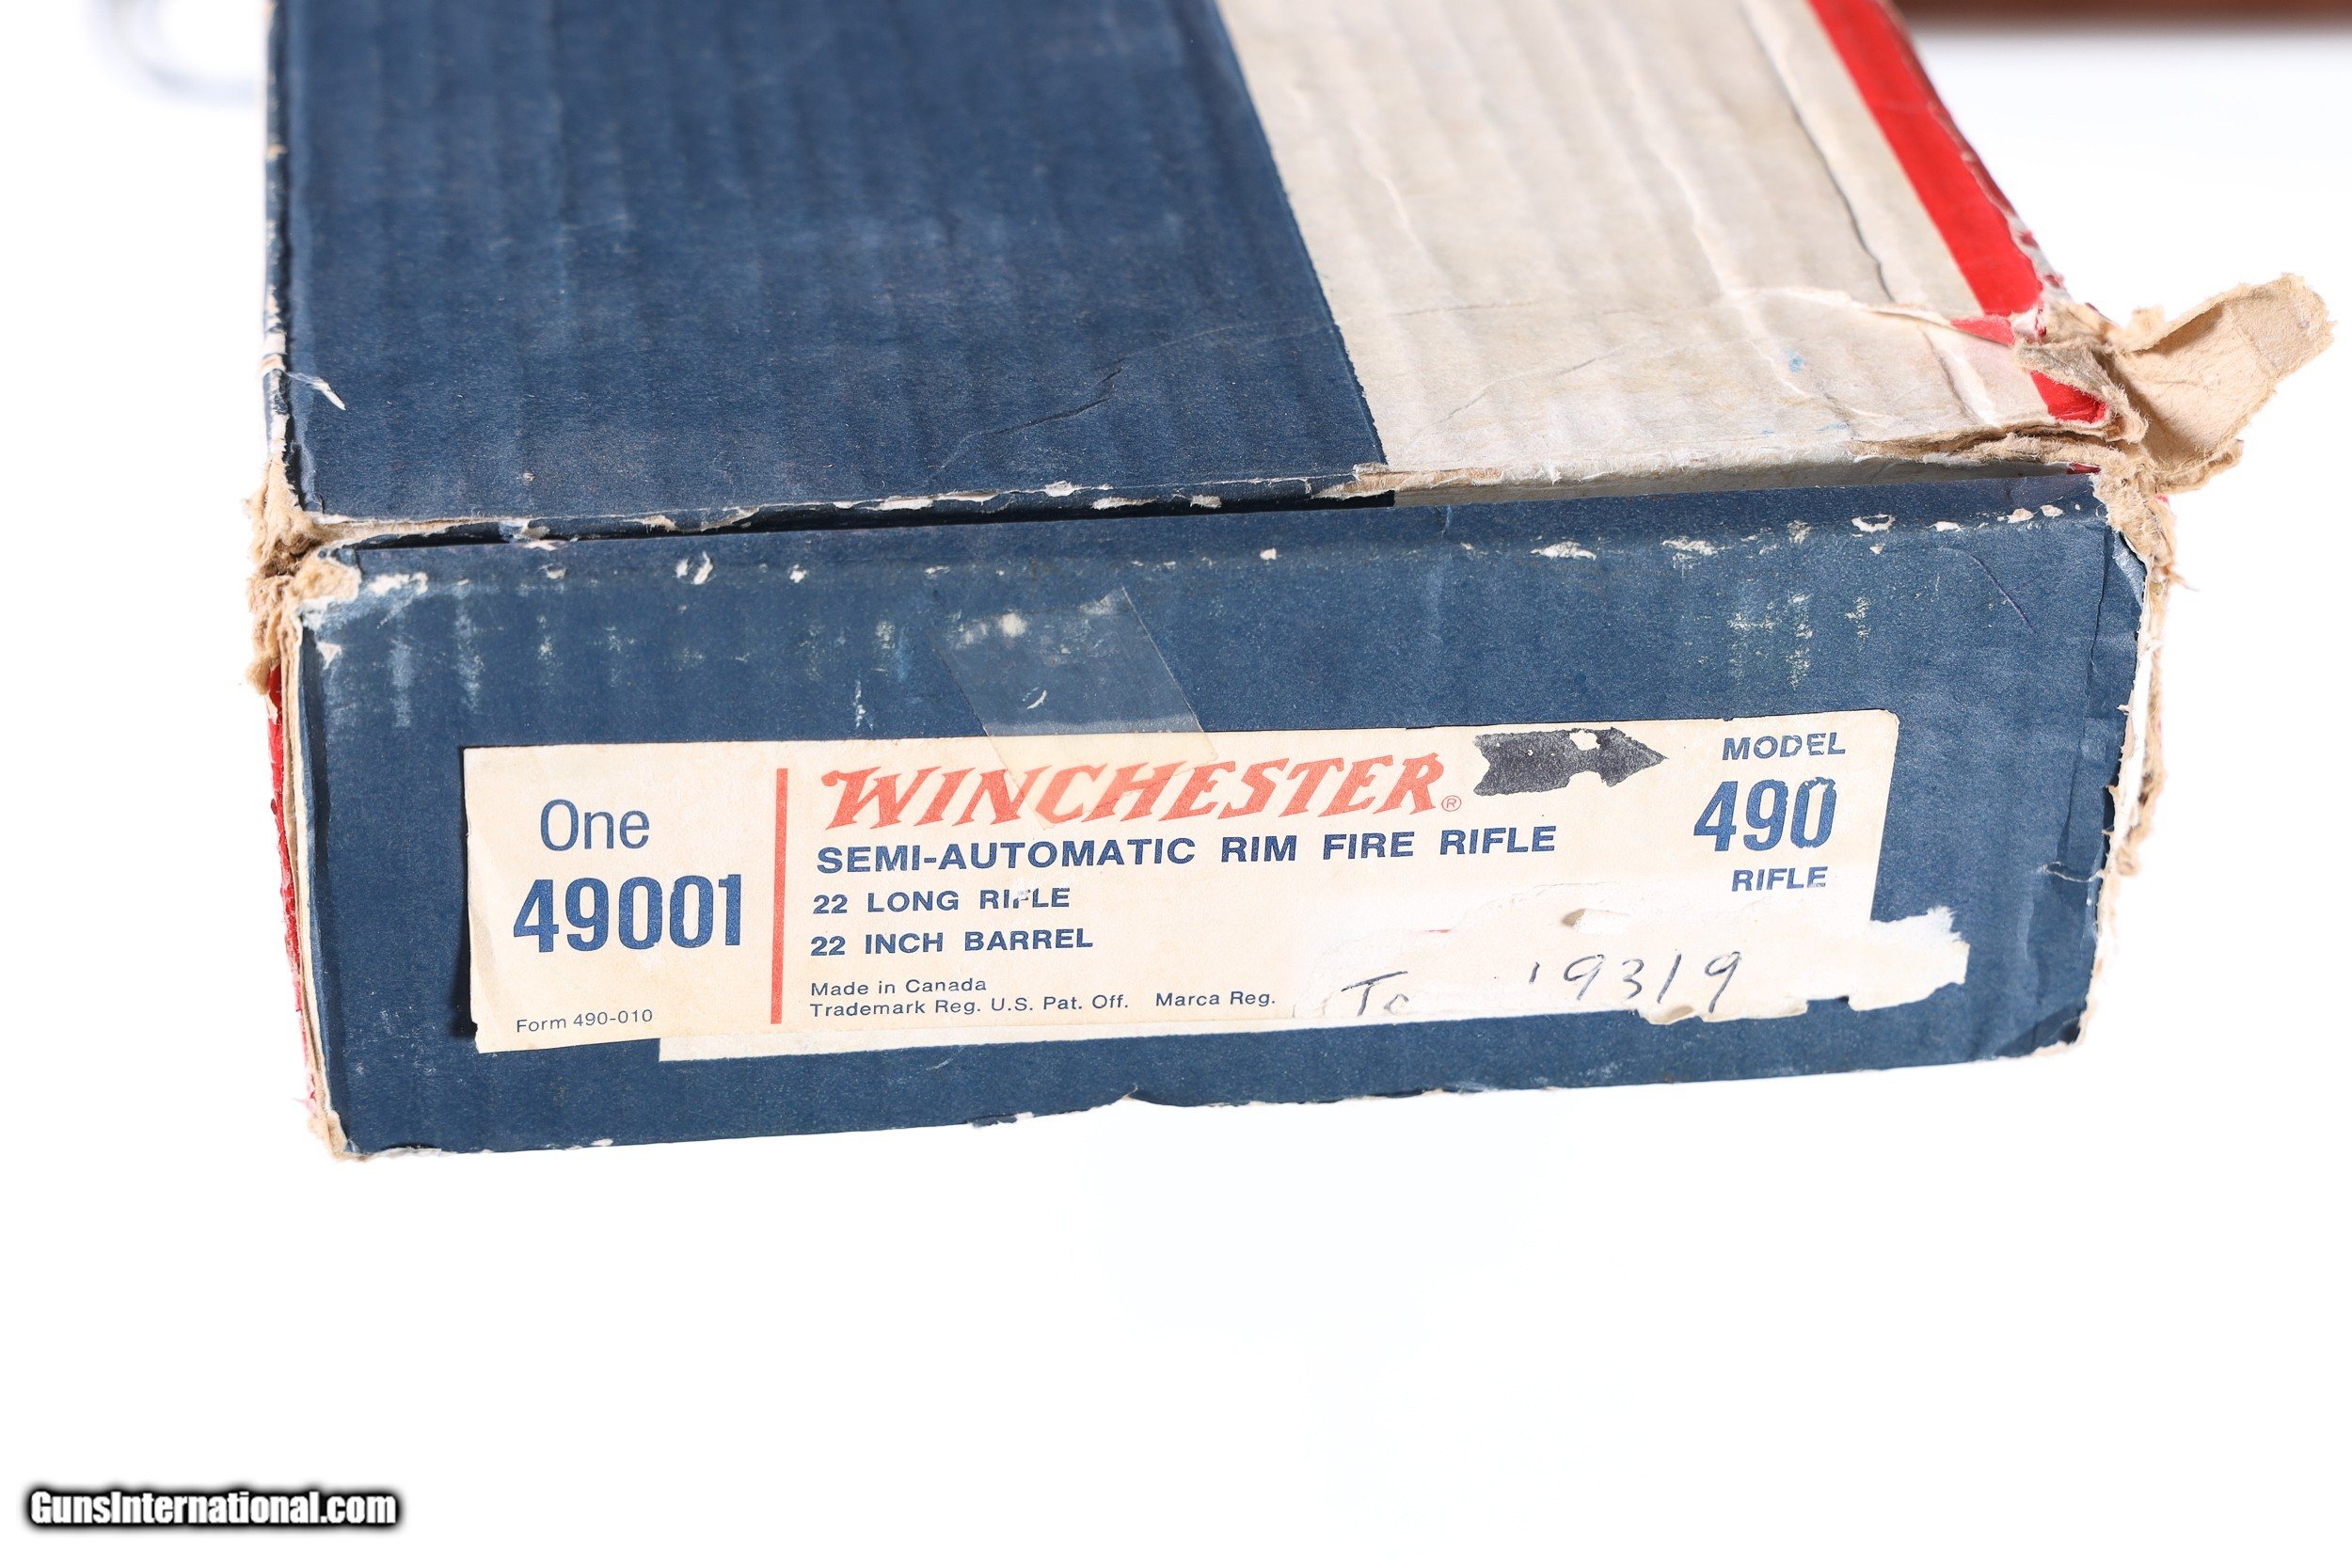 One
49001
Form 490-010
WINCHESTER®
SEMI-AUTOMATIC RIM FIRE RIFLE
22 LONG RIFLE
22 INCH BARREL
Made in Canada
Trademark Reg. U.S. Pat. Off. Marca Reg.
MODEL
490
RIFLE
19319
GunsInternational.com